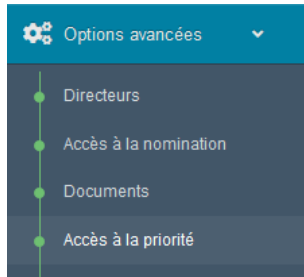 Options avancées
Directeurs
Accès à la nomination
Documents
Accès à la priorité